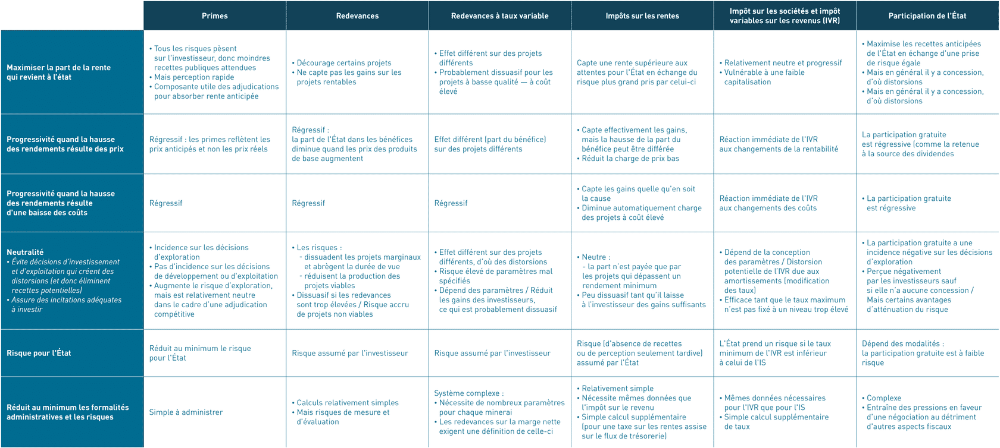 Primes
Redevances
Redevances à taux variable
Impôts sur les rentes
Impôt sur les sociétés et impôt
variables sur les revenus (IVR)
Participation de l'État
Maximiser la part de la rente
qui revient à l'état
• Tous les risques pèsent
sur l'investisseur, donc moindres
recettes publiques attendues
• Mais perception rapide
• Composante utile des adjudications
pour absorber rente anticipée
• Décourage certains projets
• Ne capte pas les gains sur les
projets rentables
• Effet différent sur des projets
différents
• Probablement dissuasif pour les
projets à basse qualité — à coût
élevé
Capte une rente supérieure aux
attentes pour l'État en échange du
risque plus grand pris par celui-ci
• Relativement neutre et progressif
• Vulnérable à une faible
capitalisation
• Maximise les recettes anticipées
de l'État en échange d'une prise
de risque égale
• Mais en général il y a concession,
d'où distorsions
• Mais en général il y a concession,
d'où distorsions
Progressivité quand la hausse
des rendements résulte des prix
Régressif : les primes reflètent les
prix anticipés et non les prix réels
Régressif :
la part de l'État dans les bénéfices
diminue quand les prix des produits
de base augmentent
Effet différent (part du bénéfice)
sur des projets différents
• Capte effectivement les gains,
mais la hausse de la part du
bénéfice peut être différée
• Réduit la charge de prix bas
Réaction immédiate de l'IVR
aux changements de la rentabilité
La participation gratuite
est régressive (comme la retenue
à la source des dividendes
Progressivité quand la hausse
des rendements résulte
d'une baisse des coûts
Régressif
Régressif
Régressif
• Capte les gains quelle qu'en soit
la cause
• Diminue automatiquement charge
des projets à coût élevé
Réaction immédiate de l'IVR
aux changements des coûts
• La participation gratuite
est régressive
Neutralité
• Évite décisions d'investissement
et d'exploitation qui créent des
distorsions (et donc éliminent
recettes potentielles)
• Assure des incitations adéquates
à investir
• Incidence sur les décisions
d'exploration
• Pas d'incidence sur les décisions
de développement ou d'exploitation
• Augmente le risque d'exploration,
mais est relativement neutre
dans le cadre d'une adjudication
compétitive
• Les risques :
- dissuadent les projets marginaux
et abrègent la durée de vue
- réduisent la production des
projets viables
• Dissuasif si les redevances
sont trop élevées / Risque accru
de projets non viables
• Effet différent sur des projets
différents, d'où des distorsions
• Risque élevé de paramètres mal
spécifiés
• Dépend des paramètres / Réduit
les gains des investisseurs,
ce qui est probablement dissuasif
• Neutre :
- la part n'est payée que par
les projets qui dépassent un
rendement minimum
• Peu dissuasif tant qu'il laisse
à l'investisseur des gains suffisants
• Dépend de la conception
des paramètres / Distorsion
potentielle de l'IVR due aux
amortissements (modification
des taux)
• Efficace tant que le taux maximum
n'est pas fixé à un niveau trop élevé
• La participation gratuite a une
incidence négative sur les décisions
d'exploration
• Perçue négativement
par les investisseurs sauf
si elle n'a aucune concession /
Mais certains avantages
d'atténuation du risque
Risque pour l'État
Réduit au minimum le risque
pour l'État
Risque assumé par l'investisseur
Risque assumé par l'investisseur
Risque (d'absence de recettes
ou de perception seulement tardive)
assumé par l'État
L'État prend un risque si le taux
minimum de l'IVR est inférieur
à celui de l'IS
Dépend des modalités :
la participation gratuite est à faible
risque
Réduit au minimum les formalités
administratives et les risques
Simple à administrer
• Calculs relativement simples
• Mais risques de mesure et
d'évaluation
Système complexe :
• Nécessite de nombreux paramètres
pour chaque minerai
• Les redevances sur la marge nette
exigent une définition de celle-ci
• Relativement simple
• Nécessite mêmes données que
l'impôt sur le revenu
• Simple calcul supplémentaire
(pour une taxe sur les rentes assise
sur le flux de trésorerie)
• Mêmes données nécessaires
pour l'IVR que pour l'IS
• Simple calcul supplémentaire
de taux
• Complexe
• Entraîne des pressions en faveur
d'une négociation au détriment
d'autres aspects fiscaux